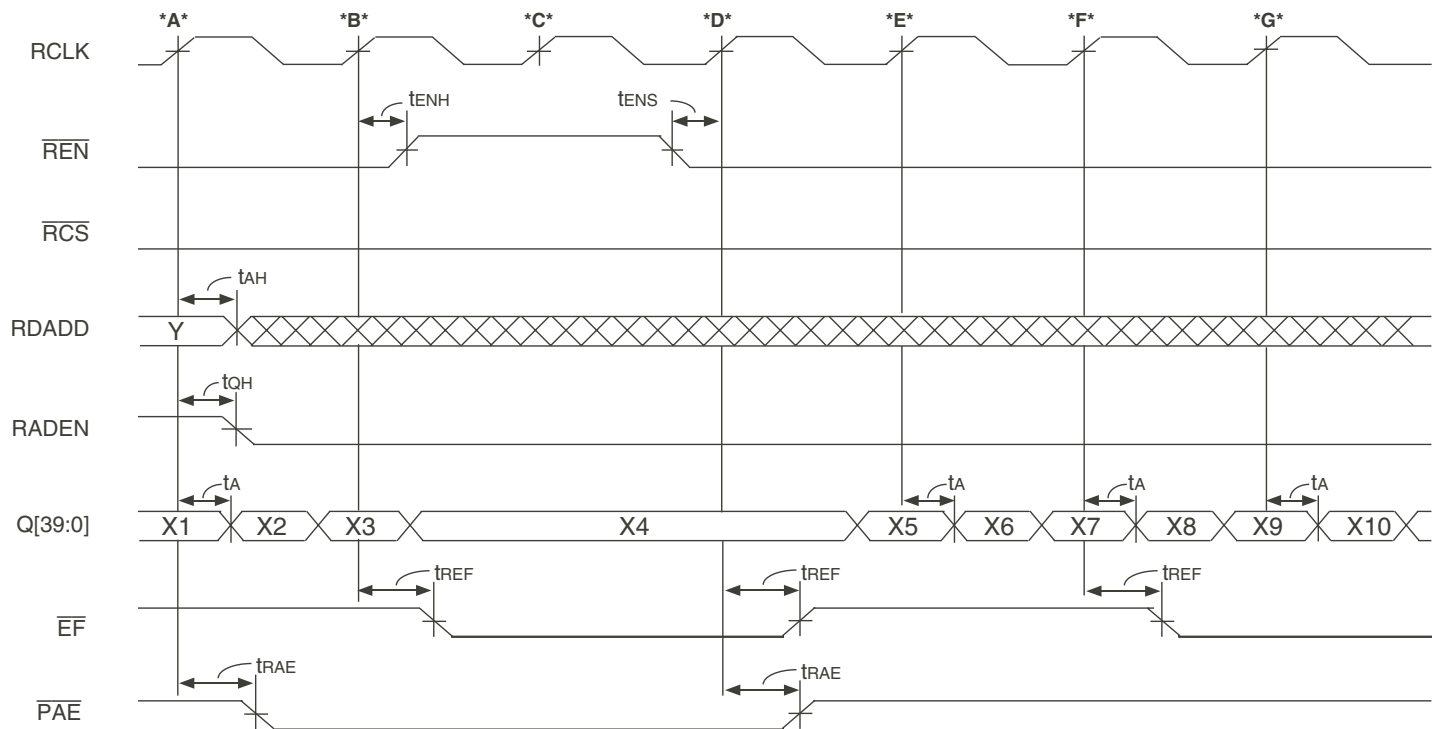 *A* *B* *C* *D* *E* *F* *G*
RCLK
tENH tENS
REN
RCS
tAH
RDADD Y
tQH
RADEN
tA tA tA tA
Q[39:0] X1 X2 X3 X4 X5 X6 X7 X8 X9 X10
tREF tREF tREF
EF
tRAE tRAE
PAE